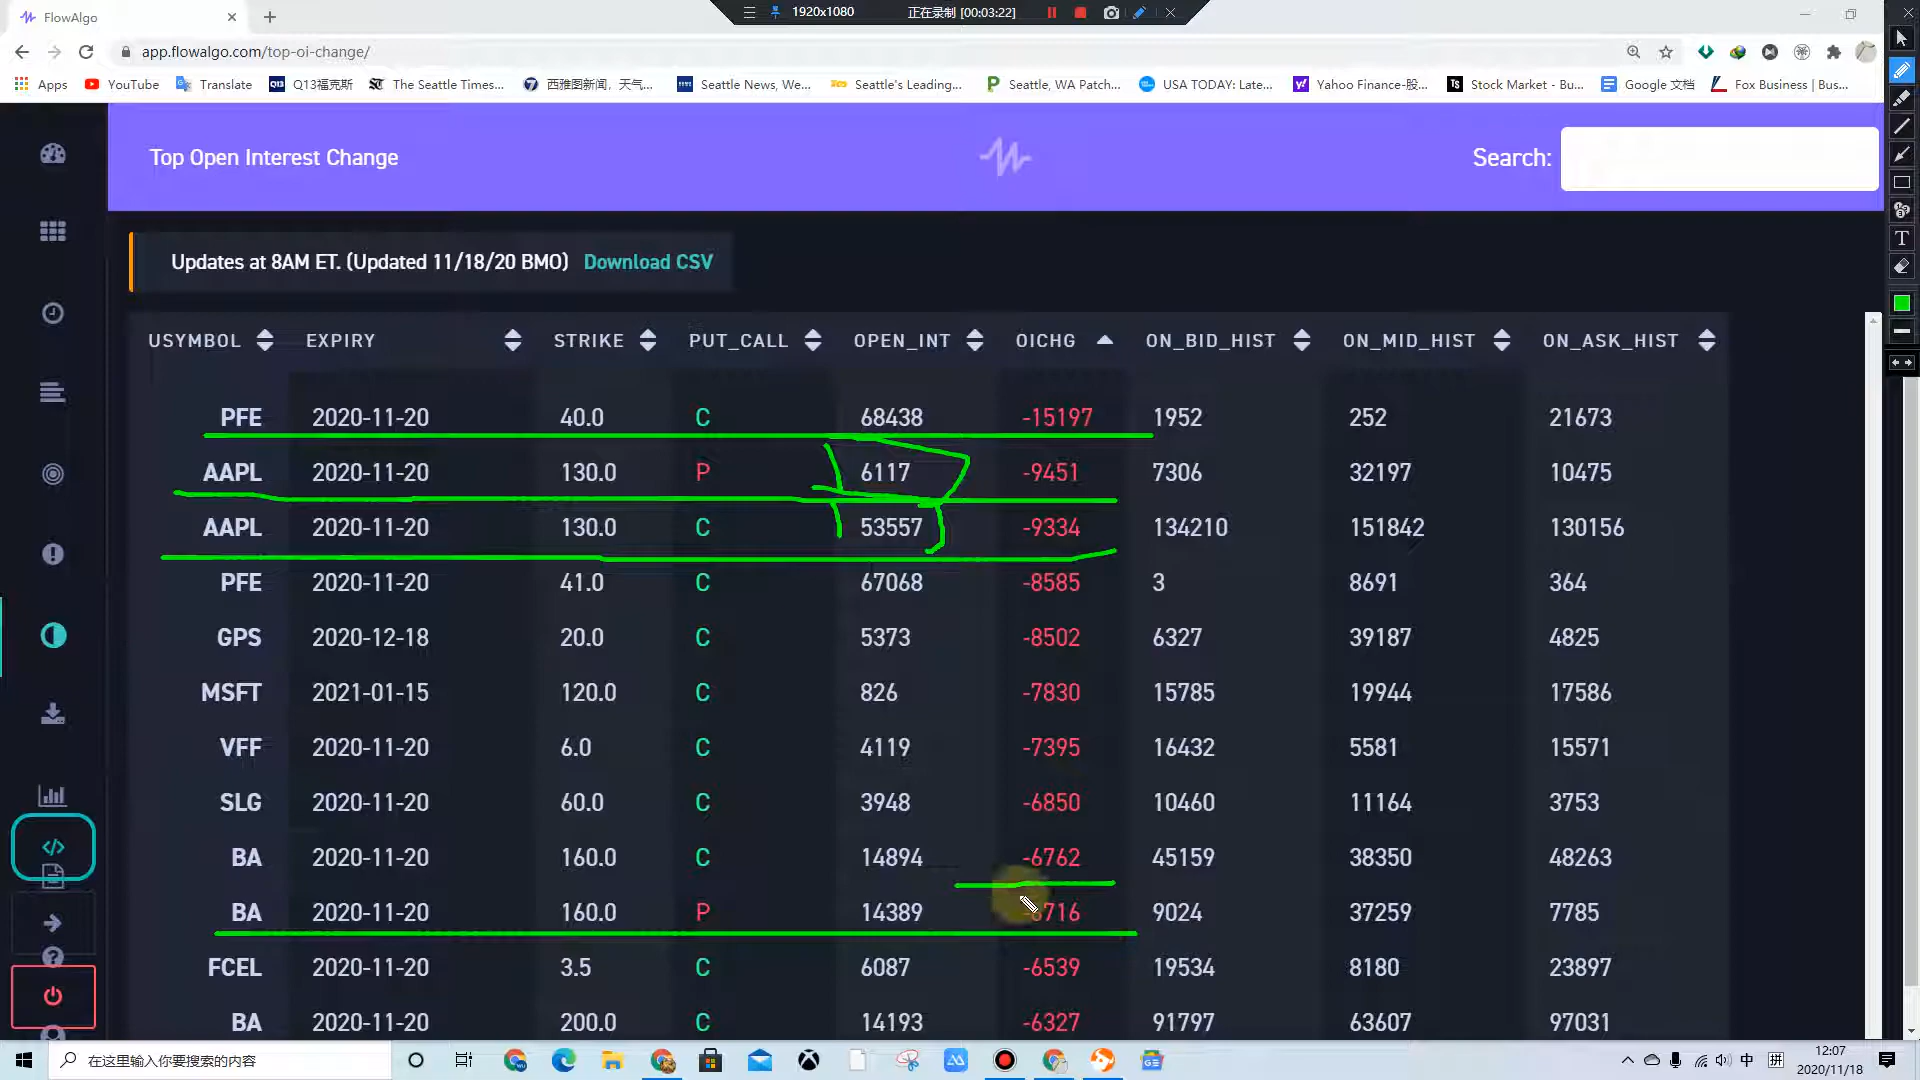 FlowAlgo
1920x1080 正在录制 [00:03:22]
app.flowalgo.com/top-oi-change/
Apps YouTube Translate Q13福克斯 The Seattle Times... 西雅图新闻，天气... Seattle News, We... Seattle's Leading... Seattle, WA Patch... USA TODAY: Late... Yahoo Finance-股... Stock Market - Bu... Google 文档 Fox Business | Bus...
Top Open Interest Change Search:
Updates at 8AM ET. (Updated 11/18/20 BMO) Download CSV
USYMBOL EXPIRY STRIKE PUT_CALL OPEN_INT OICHG ON_BID_HIST ON_MID_HIST ON_ASK_HIST
PFE 2020-11-20 40.0 C 68438 -15197 1952 252 21673
AAPL 2020-11-20 130.0 P 6117 -9451 7306 32197 10475
AAPL 2020-11-20 130.0 C 53557 -9334 134210 151842 130156
PFE 2020-11-20 41.0 C 67068 -8585 3 8691 364
GPS 2020-12-18 20.0 C 5373 -8502 6327 39187 4825
MSFT 2021-01-15 120.0 C 826 -7830 15785 19944 17586
VFF 2020-11-20 6.0 C 4119 -7395 16432 5581 15571
SLG 2020-11-20 60.0 C 3948 -6850 10460 11164 3753
BA 2020-11-20 160.0 C 14894 -6762 45159 38350 48263
BA 2020-11-20 160.0 P 14389 -6716 9024 37259 7785
FCEL 2020-11-20 3.5 C 6087 -6539 19534 8180 23897
BA 2020-11-20 200.0 C 14193 -6327 91797 63607 97031
在这里输入你要搜索的内容 中 拼 12:07
2020/11/18